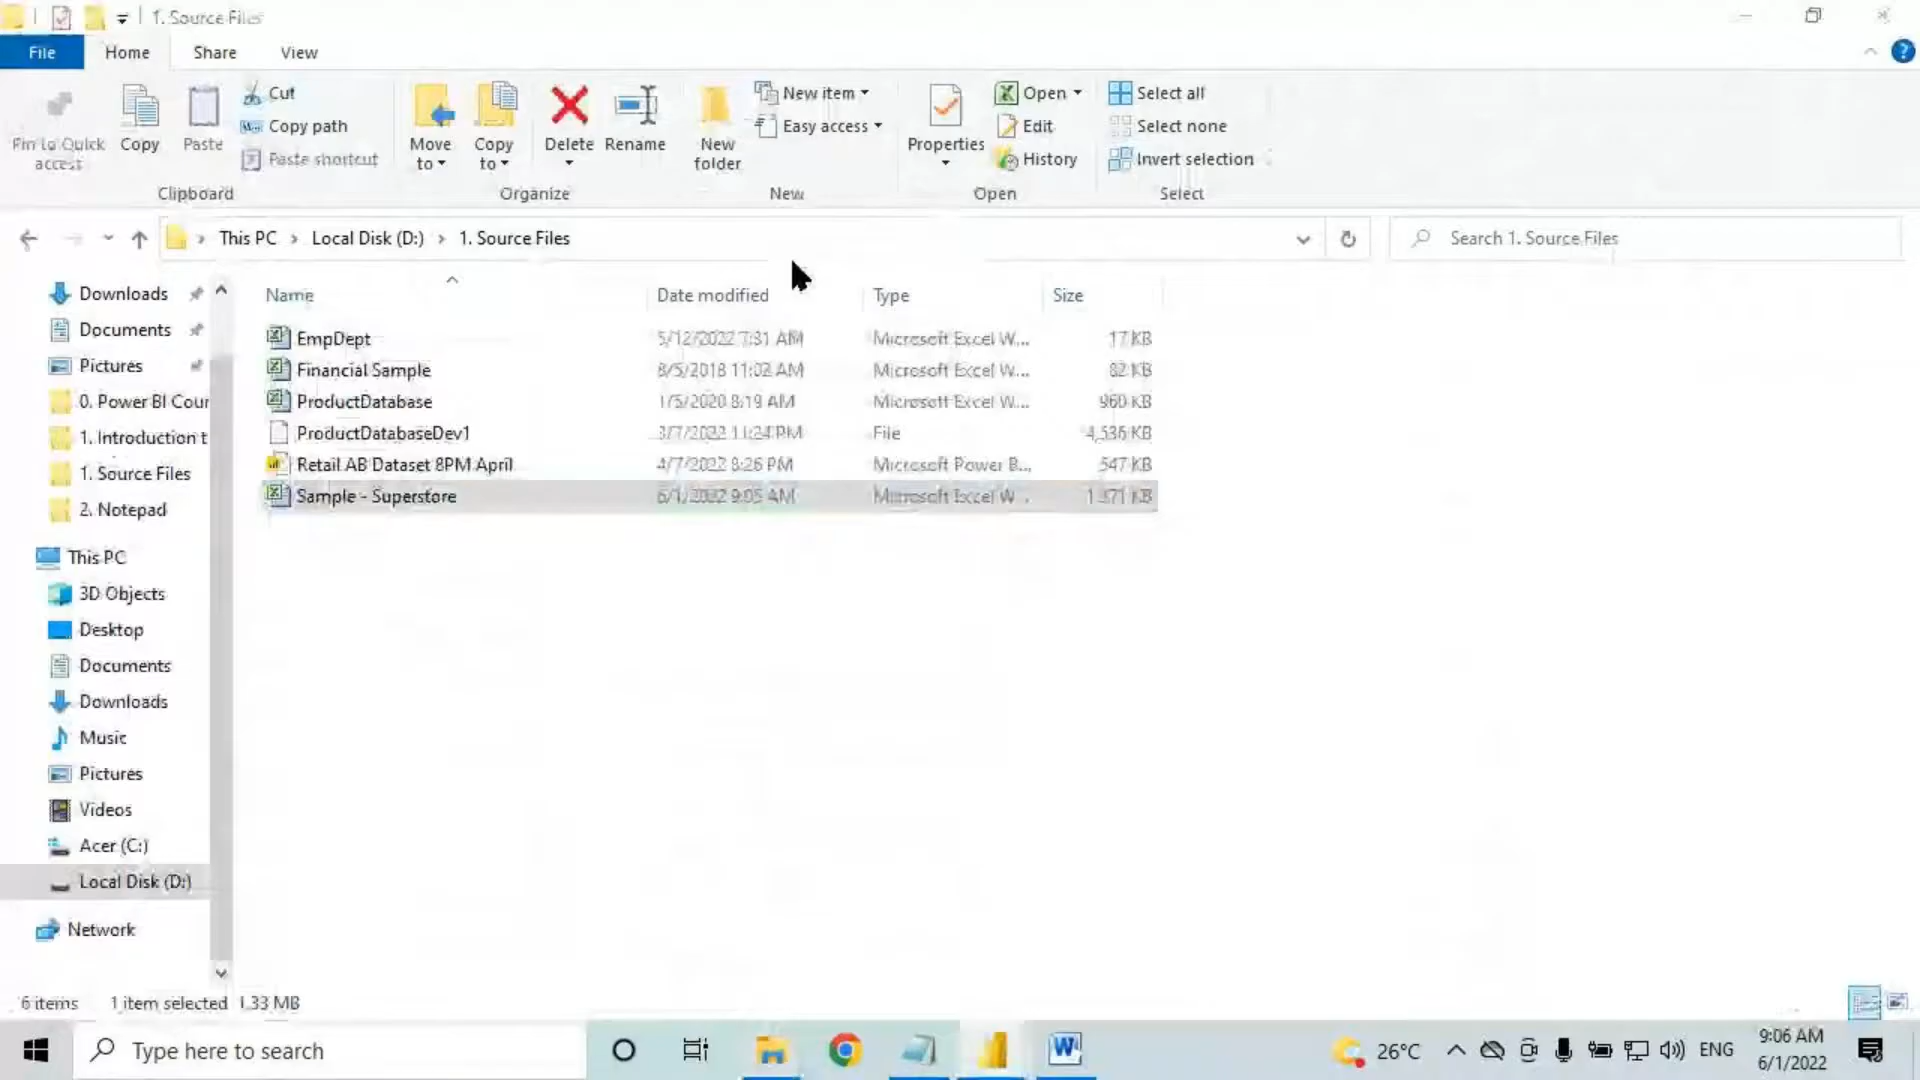 1. Source Files
File Home Share View
Pin to Quick access
Copy
Paste
Cut
Copy path
Paste shortcut
Clipboard
Move to
Copy to
Delete
Rename
Organize
New folder
New item
Easy access
New
Properties
Open
Edit
History
Open
Select all
Select none
Invert selection
Select
This PC > Local Disk (D:) > 1. Source Files
Search 1. Source Files
Downloads
Documents
Pictures
0. Power BI Cour
1. Introduction t
1. Source Files
2. Notepad
This PC
3D Objects
Desktop
Documents
Downloads
Music
Pictures
Videos
Acer (C:)
Local Disk (D:)
Network
Name Date modified Type Size
EmpDept 5/12/2022 7:31 AM Microsoft Excel W... 17 KB
Financial Sample 8/5/2018 11:02 AM Microsoft Excel W... 82 KB
ProductDatabase 1/5/2020 8:19 AM Microsoft Excel W... 960 KB
ProductDatabaseDev1 3/7/2022 11:24 PM File 4,536 KB
Retail AB Dataset 8PM April 4/7/2022 8:26 PM Microsoft Power B... 547 KB
Sample - Superstore 6/1/2022 9:05 AM Microsoft Excel W... 1,371 KB
6 items 1 item selected 1.33 MB
Type here to search
26°C
ENG
9:06 AM
6/1/2022